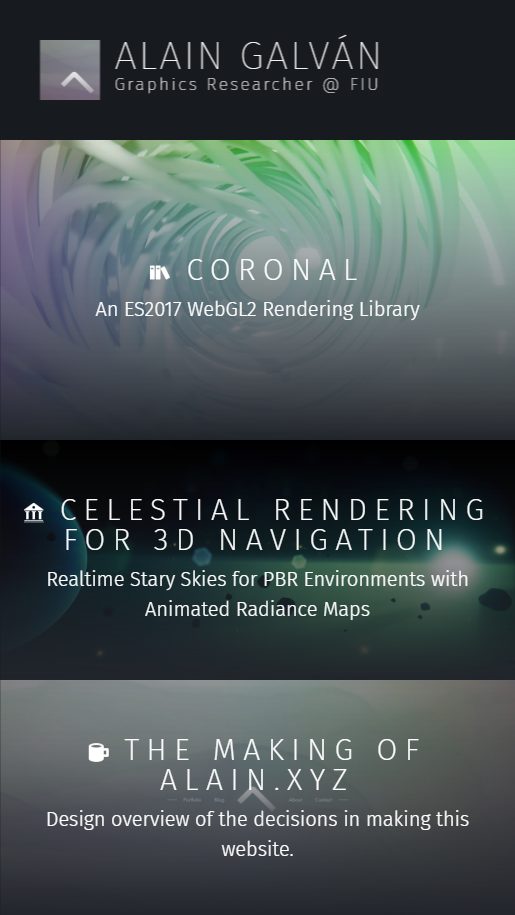 ALAIN GALVÁN
Graphics Researcher @ FIU
CORONAL
An ES2017 WebGL2 Rendering Library
CELESTIAL RENDERING
FOR 3D NAVIGATION
Realtime Stary Skies for PBR Environments with
Animated Radiance Maps
THE MAKING OF
ALAIN.XYZ
Design overview of the decisions in making this
website.